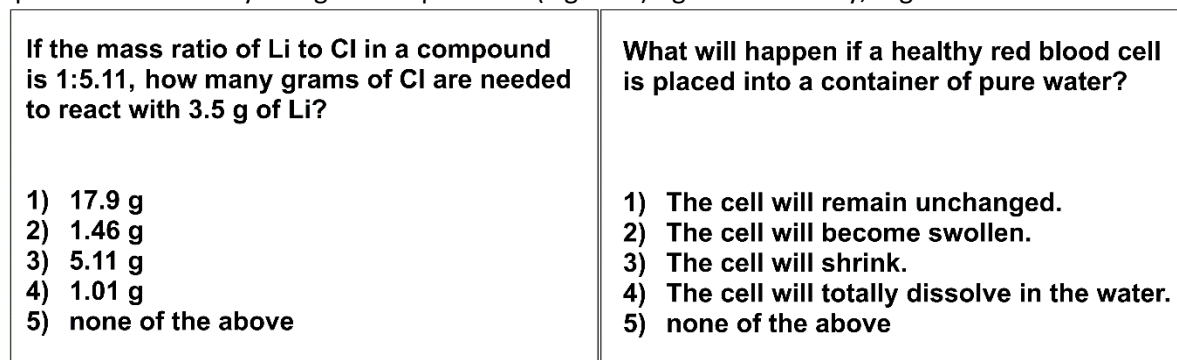 If the mass ratio of Li to Cl in a compound
is 1:5.11, how many grams of Cl are needed
to react with 3.5 g of Li?
1) 17.9 g
2) 1.46 g
3) 5.11 g
4) 1.01 g
5) none of the above
What will happen if a healthy red blood cell
is placed into a container of pure water?
1) The cell will remain unchanged.
2) The cell will become swollen.
3) The cell will shrink.
4) The cell will totally dissolve in the water.
5) none of the above